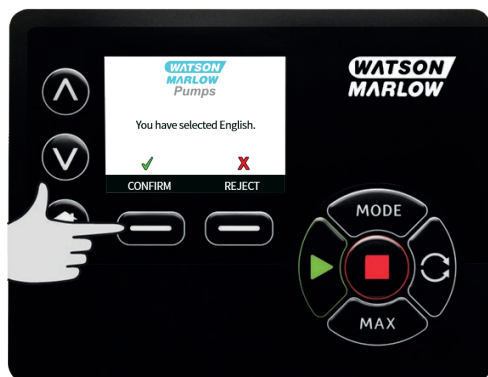 WATSON
MARLOW
Pumps
You have selected English.
CONFIRM REJECT
WATSON
MARLOW
MODE
MAX